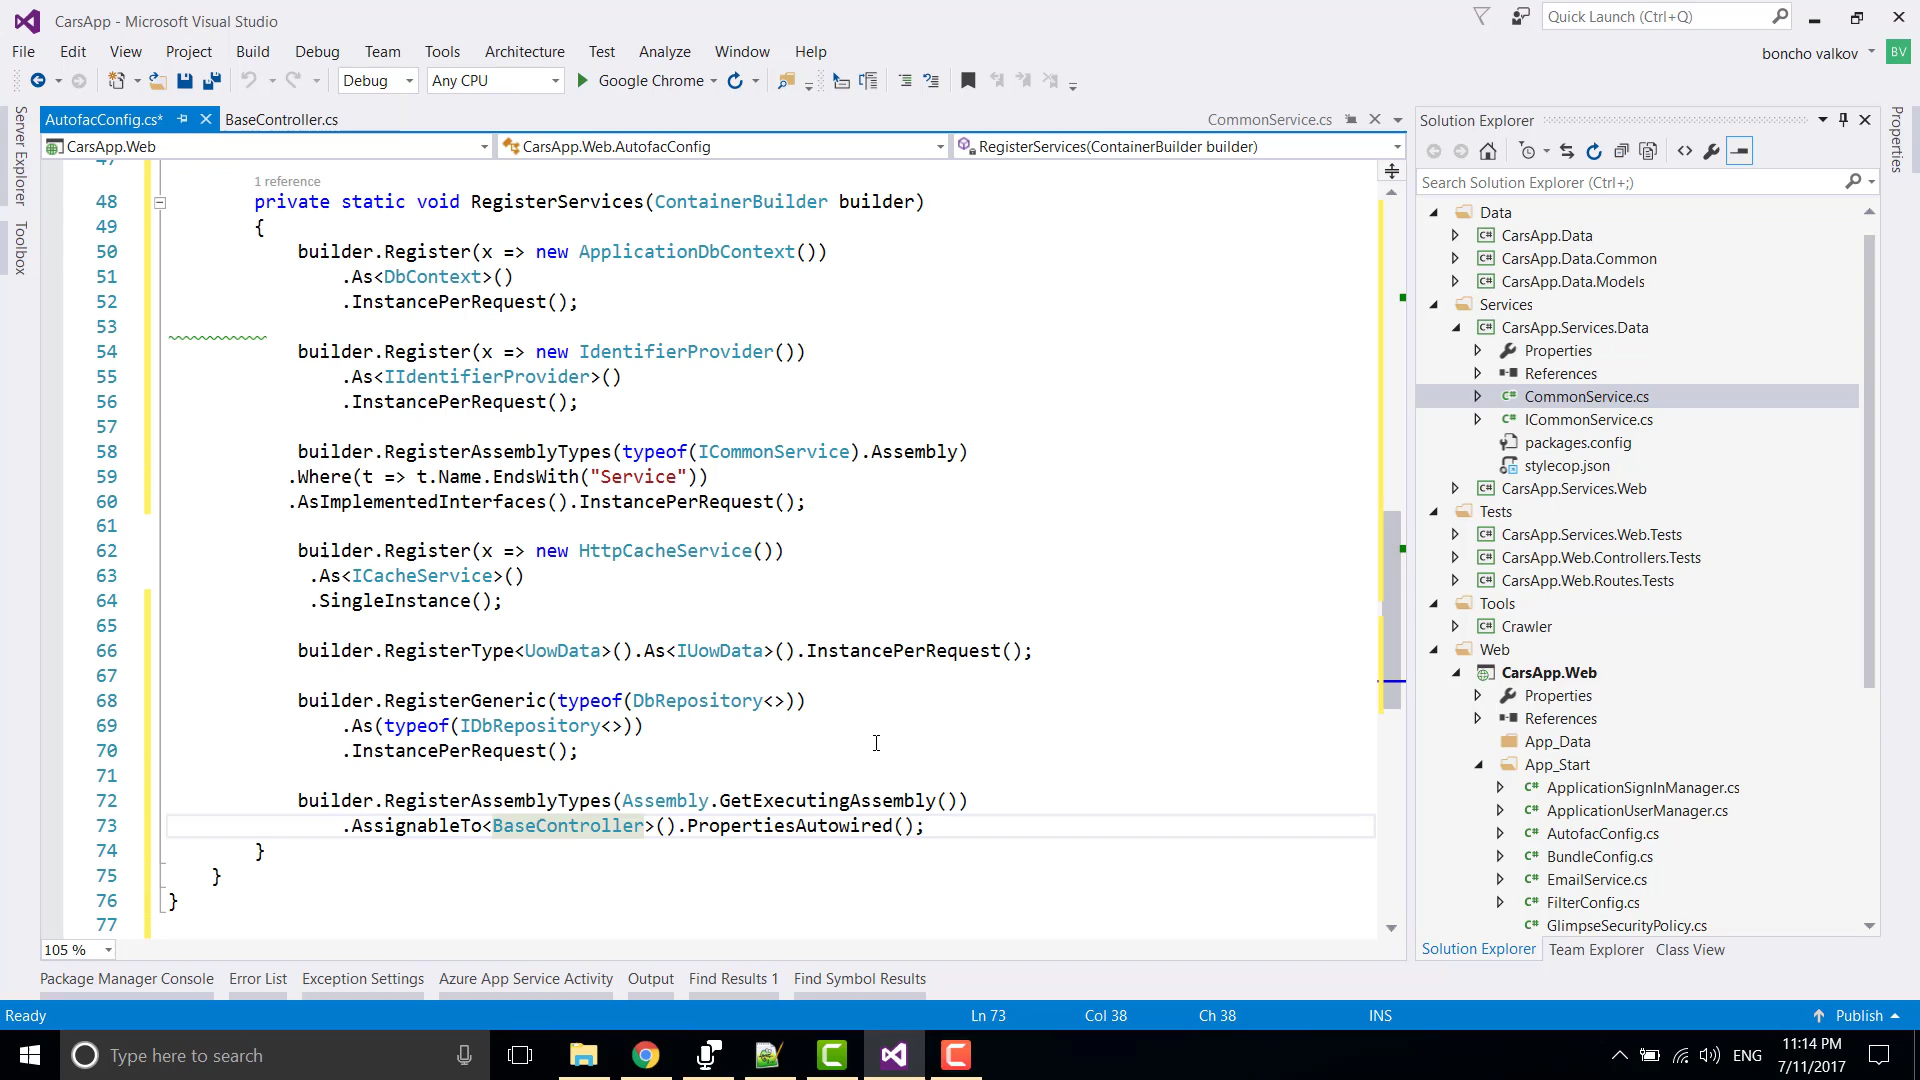 CarsApp - Microsoft Visual Studio
Quick Launch (Ctrl+Q)
File Edit View Project Build Debug Team Tools Architecture Test Analyze Window Help
boncho valkov BV
Debug Any CPU Google Chrome
Server Explorer
Toolbox
AutofacConfig.cs* BaseController.cs CommonService.cs
CarsApp.Web CarsApp.Web.AutofacConfig RegisterServices(ContainerBuilder builder)
47
1 reference
48 private static void RegisterServices(ContainerBuilder builder)
49 {
50 builder.Register(x => new ApplicationDbContext())
51 .As<DbContext>()
52 .InstancePerRequest();
53
54 builder.Register(x => new IdentifierProvider())
55 .As<IIdentifierProvider>()
56 .InstancePerRequest();
57
58 builder.RegisterAssemblyTypes(typeof(ICommonService).Assembly)
59 .Where(t => t.Name.EndsWith("Service"))
60 .AsImplementedInterfaces().InstancePerRequest();
61
62 builder.Register(x => new HttpCacheService())
63 .As<ICacheService>()
64 .SingleInstance();
65
66 builder.RegisterType<UowData>().As<IUowData>().InstancePerRequest();
67
68 builder.RegisterGeneric(typeof(DbRepository<>))
69 .As(typeof(IDbRepository<>))
70 .InstancePerRequest();
71
72 builder.RegisterAssemblyTypes(Assembly.GetExecutingAssembly())
73 .AssignableTo<BaseController>().PropertiesAutowired();
74 }
75 }
76 }
77
105 %
Solution Explorer
Search Solution Explorer (Ctrl+;)
Data
CarsApp.Data
CarsApp.Data.Common
CarsApp.Data.Models
Services
CarsApp.Services.Data
Properties
References
CommonService.cs
ICommonService.cs
packages.config
stylecop.json
CarsApp.Services.Web
Tests
CarsApp.Services.Web.Tests
CarsApp.Web.Controllers.Tests
CarsApp.Web.Routes.Tests
Tools
Crawler
Web
CarsApp.Web
Properties
References
App_Data
App_Start
ApplicationSignInManager.cs
ApplicationUserManager.cs
AutofacConfig.cs
BundleConfig.cs
EmailService.cs
FilterConfig.cs
GlimpseSecurityPolicy.cs
Solution Explorer Team Explorer Class View
Properties
Package Manager Console Error List Exception Settings Azure App Service Activity Output Find Results 1 Find Symbol Results
Ready Ln 73 Col 38 Ch 38 INS Publish
Type here to search
ENG
11:14 PM
7/11/2017